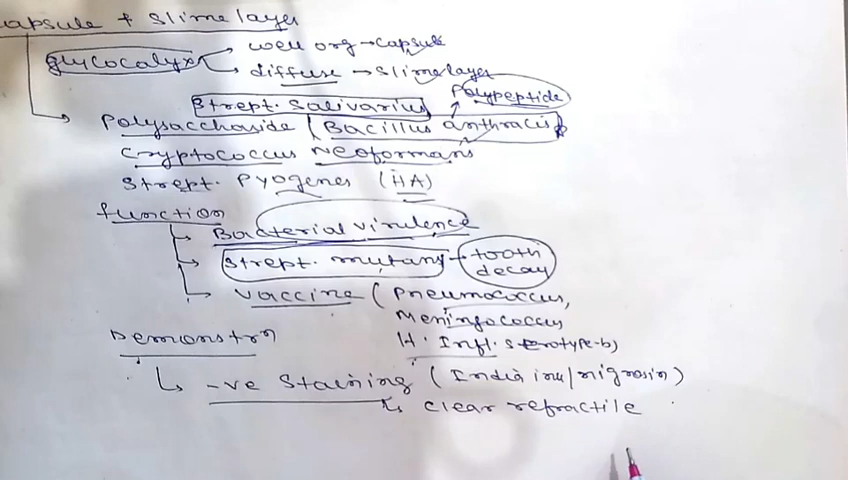 Capsule + Slime layer
glycocalyx → well org → capsule
→ diffuse → Slime layer
Strept. Salivarius Polypeptide
Polysaccharide (Bacillus anthracis)
Cryptococcus neoformans
Strept. Pyogenes (HA)
function
Bacterial virulence
Strept. mutans + tooth decay
vaccine (Pneumococcus,
Meningococcus
H. Infl. Sterotype-b)
Demonstrn
-ve Staining (India ink/nigrosin)
clear refractile